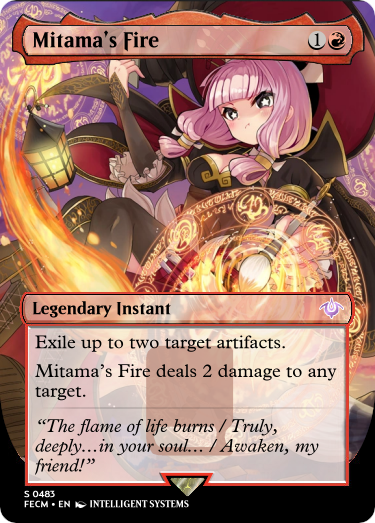 Mitama's Fire 1
Legendary Instant
Exile up to two target artifacts.
Mitama's Fire deals 2 damage to any
target.
“The flame of life burns / Truly,
deeply…in your soul… / Awaken, my
friend!”
S 0483
FECM • EN INTELLIGENT SYSTEMS